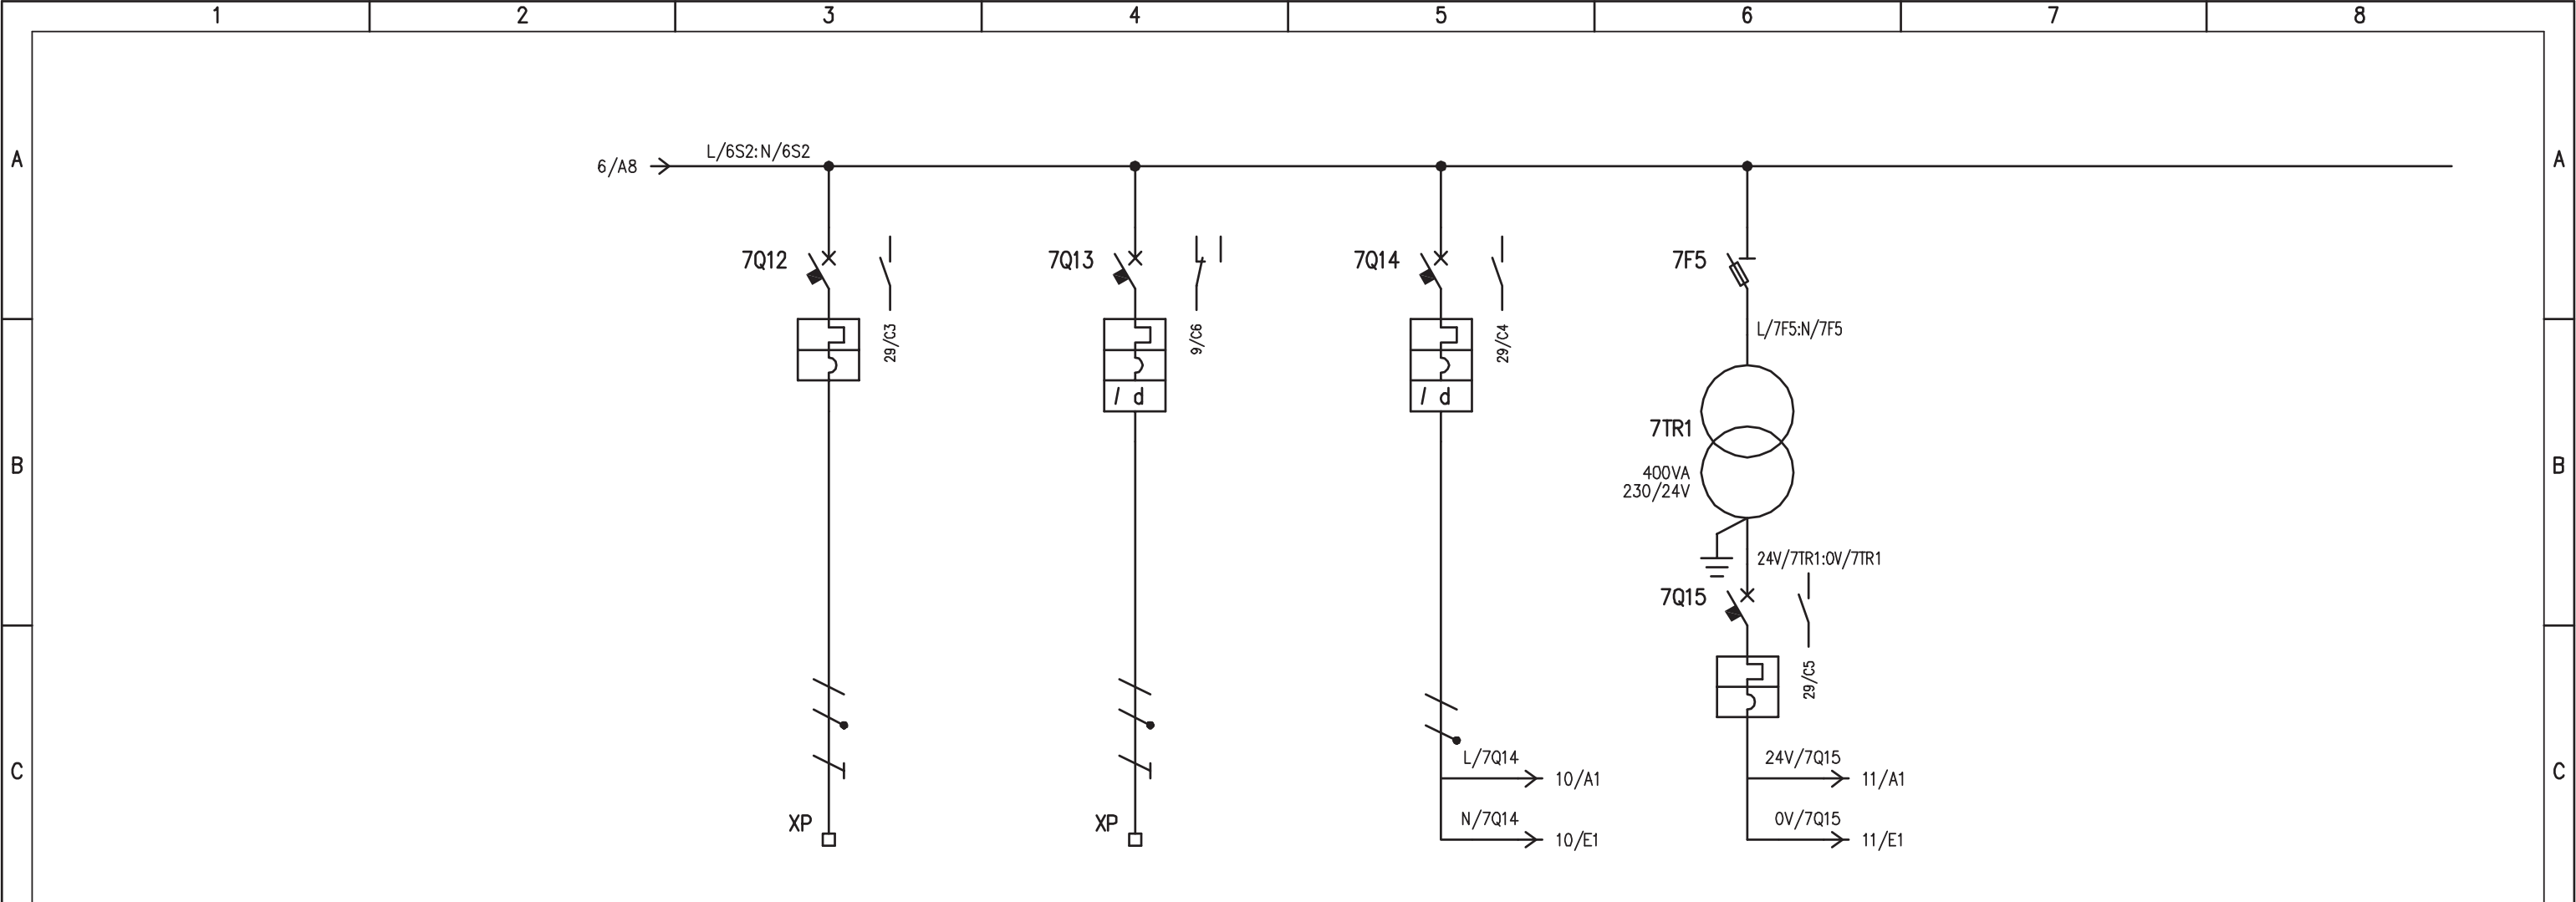 1 2 3 4 5 6 7 8
A A
6/A8 L/6S2:N/6S2
7Q12 7Q13 7Q14 7F5
29/C3 9/C6 29/C4
L/7F5:N/7F5
I d I d
7TR1
B B
400VA
230/24V
24V/7TR1:0V/7TR1
7Q15
29/C5
L/7Q14 24V/7Q15
C 10/A1 11/A1 C
XP XP N/7Q14 0V/7Q15
10/E1 11/E1